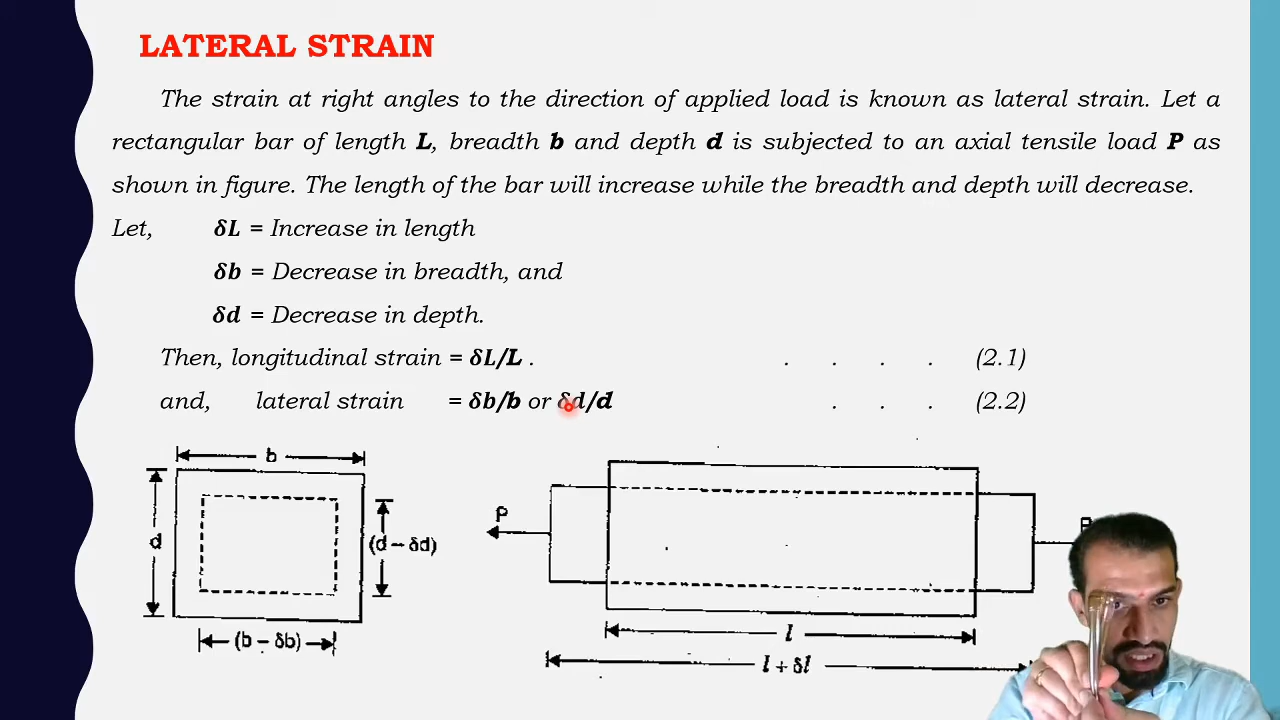 LATERAL STRAIN
The strain at right angles to the direction of applied load is known as lateral strain. Let a
rectangular bar of length L, breadth b and depth d is subjected to an axial tensile load P as
shown in figure. The length of the bar will increase while the breadth and depth will decrease.
Let, δL = Increase in length
δb = Decrease in breadth, and
δd = Decrease in depth.
Then, longitudinal strain = δL/L . . . . . (2.1)
and, lateral strain = δb/b or δd/d . . . (2.2)
b
d
(d – δd)
(b – δb)
P
l
l + δl